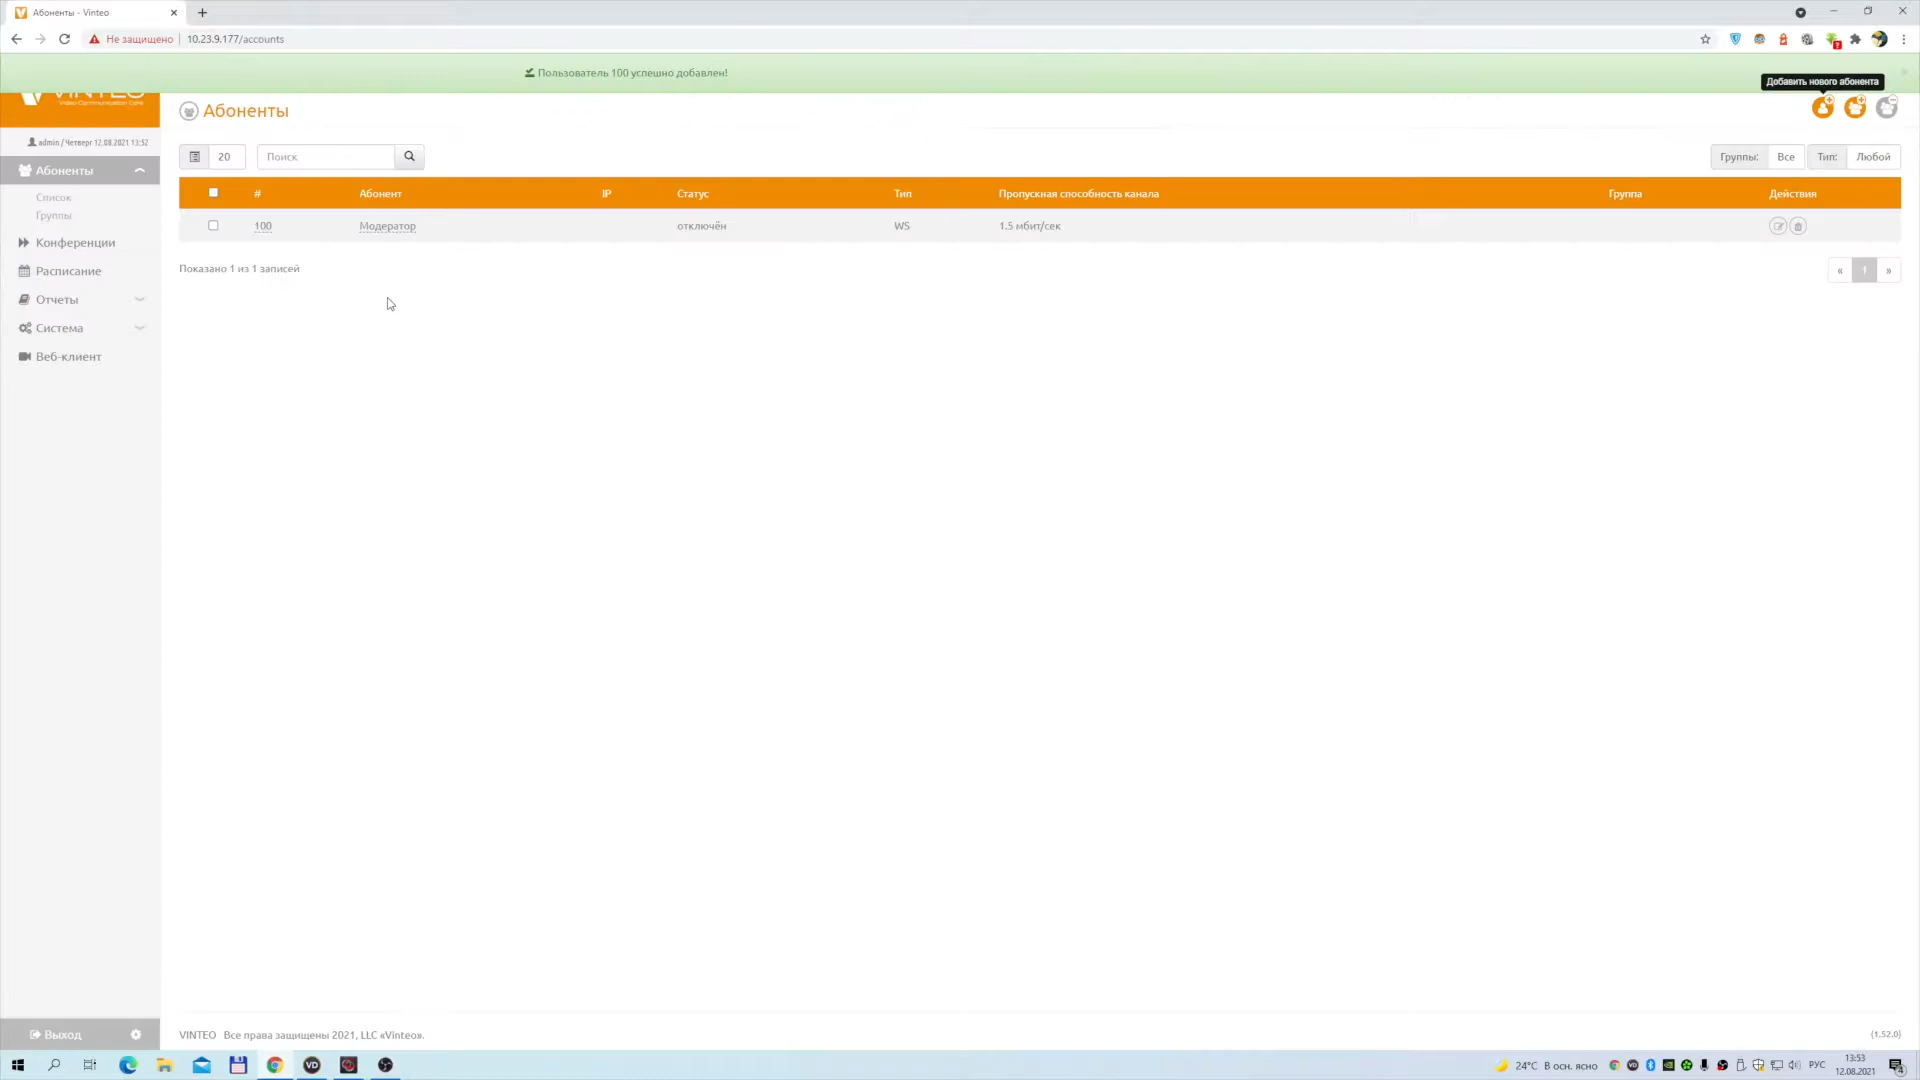 Абоненты - Vinteo
Не защищено
10.23.9.177/accounts
Пользователь 100 успешно добавлен!
Добавить нового абонента
VINTEO
Video Communication Core
Абоненты
admin / Четверг 12.08.2021 13:52
20
Поиск
Группы: Все Тип: Любой
Абоненты
Список
Группы
Конференции
Расписание
Отчеты
Система
Веб-клиент
# Абонент IP Статус Тип Пропускная способность канала Группа Действия
100 Модератор отключён WS 1.5 мбит/сек
Показано 1 из 1 записей
« 1 »
Выход
VINTEO Все права защищены 2021, LLC «Vinteo».
(1.52.0)
24°C В осн. ясно
РУС
13:53
12.08.2021